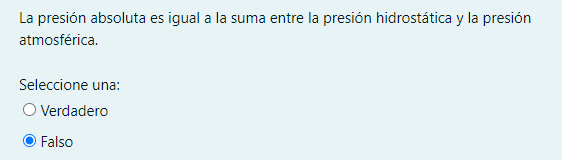 La presión absoluta es igual a la suma entre la presión hidrostática y la presión
atmosférica.
Seleccione una:
Verdadero
Falso